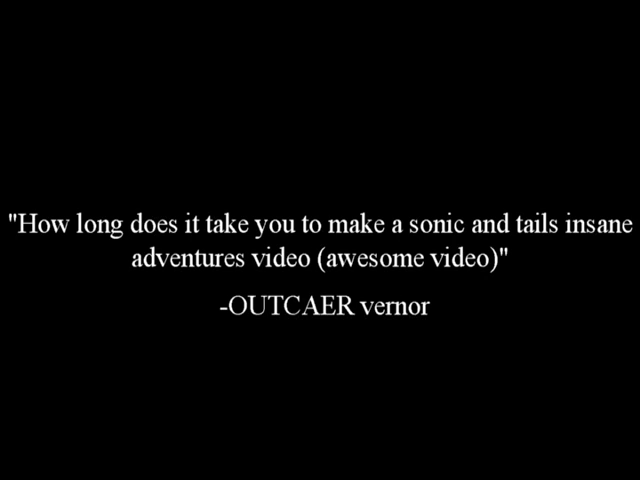 "How long does it take you to make a sonic and tails insane
adventures video (awesome video)"
-OUTCAER vernor